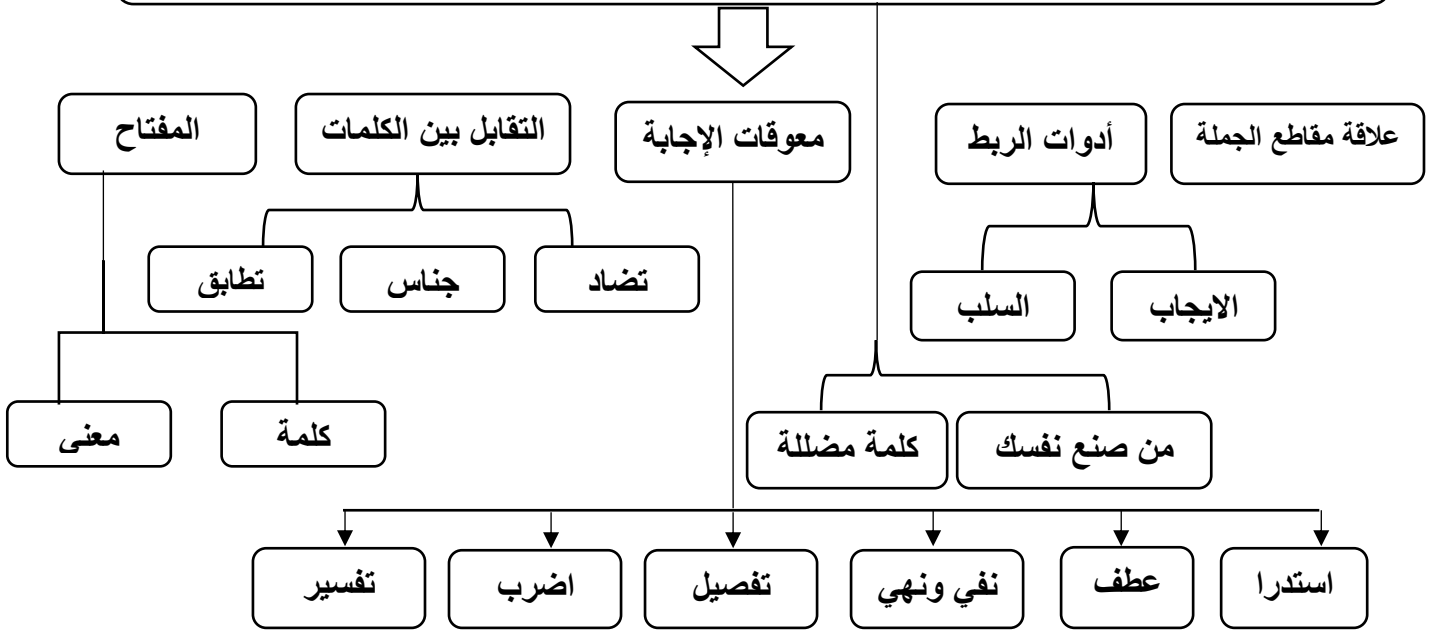 علاقة مقاطع الجملة
أدوات الربط
معوقات الإجابة
التقابل بين الكلمات
المفتاح
الايجاب
السلب
تضاد
جناس
تطابق
من صنع نفسك
كلمة مضللة
كلمة
معنى
استدرا
عطف
نفي ونهي
تفصيل
اضرب
تفسير